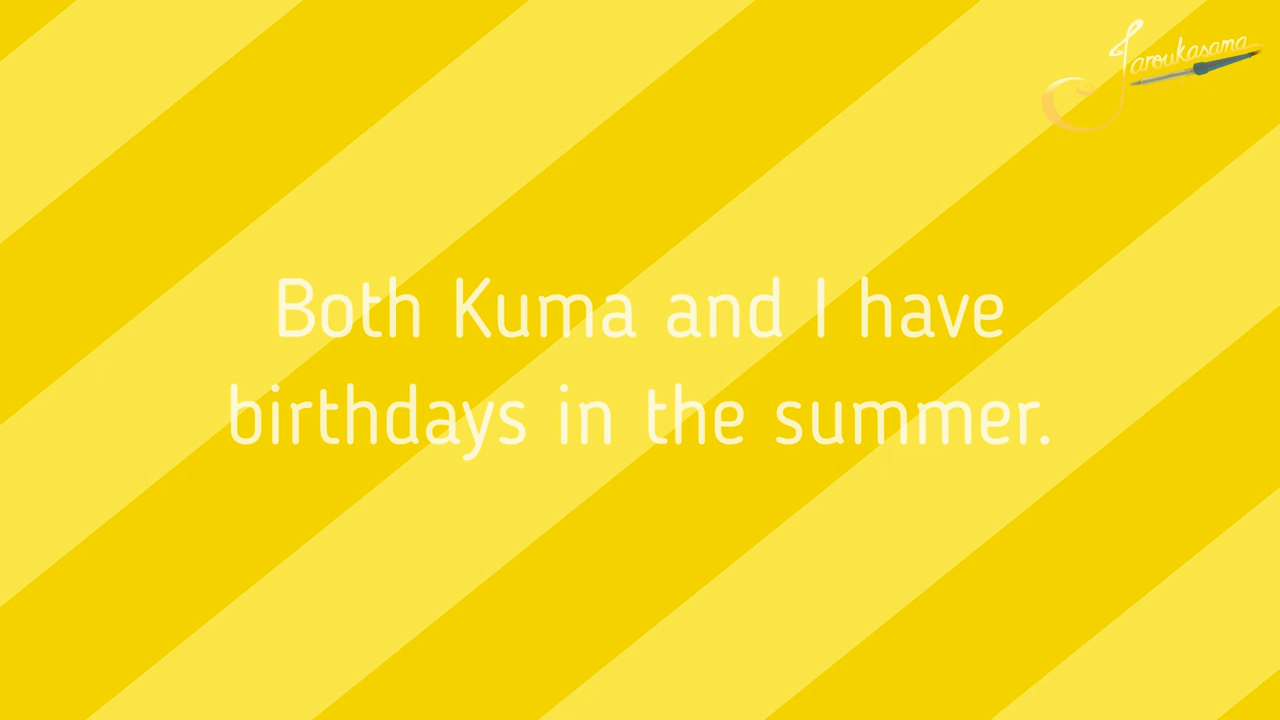 Jaroukasama
Both Kuma and I have
birthdays in the summer.